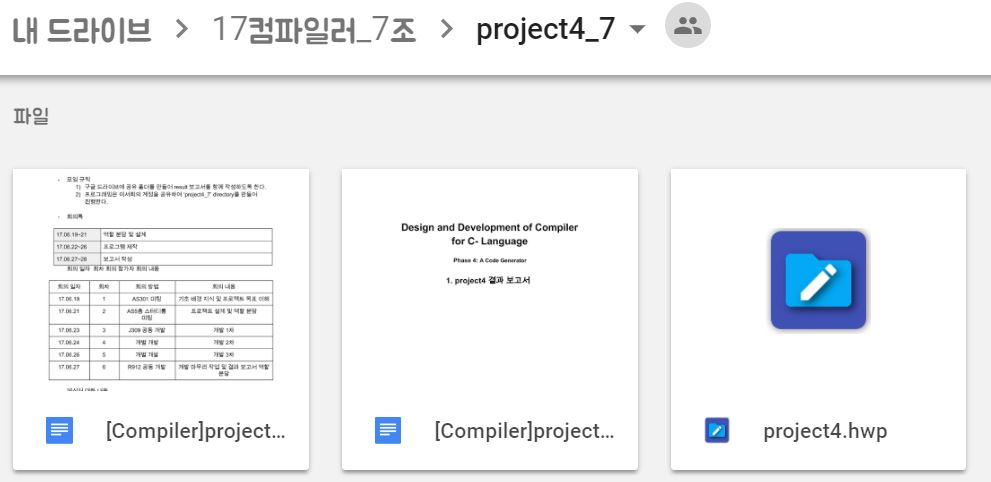 내 드라이브 > 17컴파일러_7조 > project4_7
파일
모임 규칙
1) 구글 드라이브에 공유 폴더를 만들어 result 보고서를 함께 작성하도록 한다.
2) 프로그래밍은 이서희의 계정을 공유하여 'project4_7' directory를 만들어
진행한다.
회의록
17.06.19~21 역할 분담 및 설계
17.06.22~26 프로그램 제작
17.06.27~28 보고서 작성
회의 일자 회차 회의 참가자 회의 내용
회의 일자 회차 회의 방법 회의 내용
17.06.19 1 AS301 미팅 기초 배경 지식 및 프로젝트 목표 이해
17.06.21 2 AS5층 스터디룸 미팅 프로젝트 설계 및 역할 분담
17.06.23 3 J309 공동 개발 개발 1차
17.06.24 4 개별 개발 개발 2차
17.06.26 5 개별 개발 개발 3차
17.06.27 6 R912 공동 개발 개발 마무리 작업 및 결과 보고서 역할 분담
Design and Development of Compiler
for C- Language
Phase 4: A Code Generator
1. project4 결과 보고서
[Compiler]project...
[Compiler]project...
project4.hwp